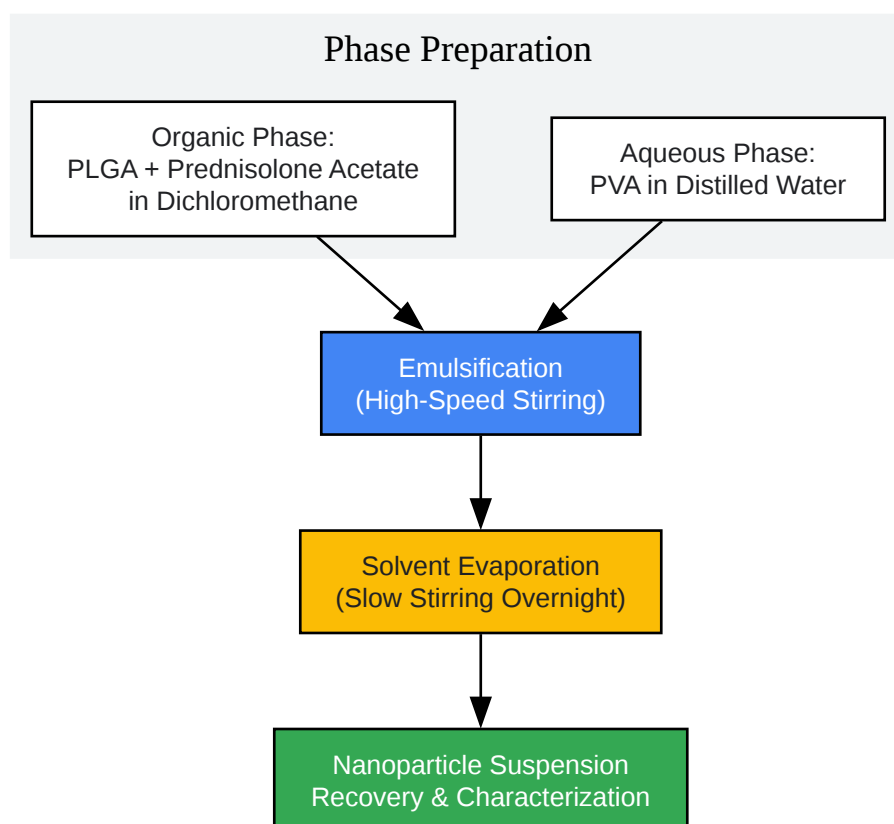 Phase Preparation
Organic Phase:
PLGA + Prednisolone Acetate
in Dichloromethane
Aqueous Phase:
PVA in Distilled Water
Emulsification
(High-Speed Stirring)
Solvent Evaporation
(Slow Stirring Overnight)
Nanoparticle Suspension
Recovery & Characterization